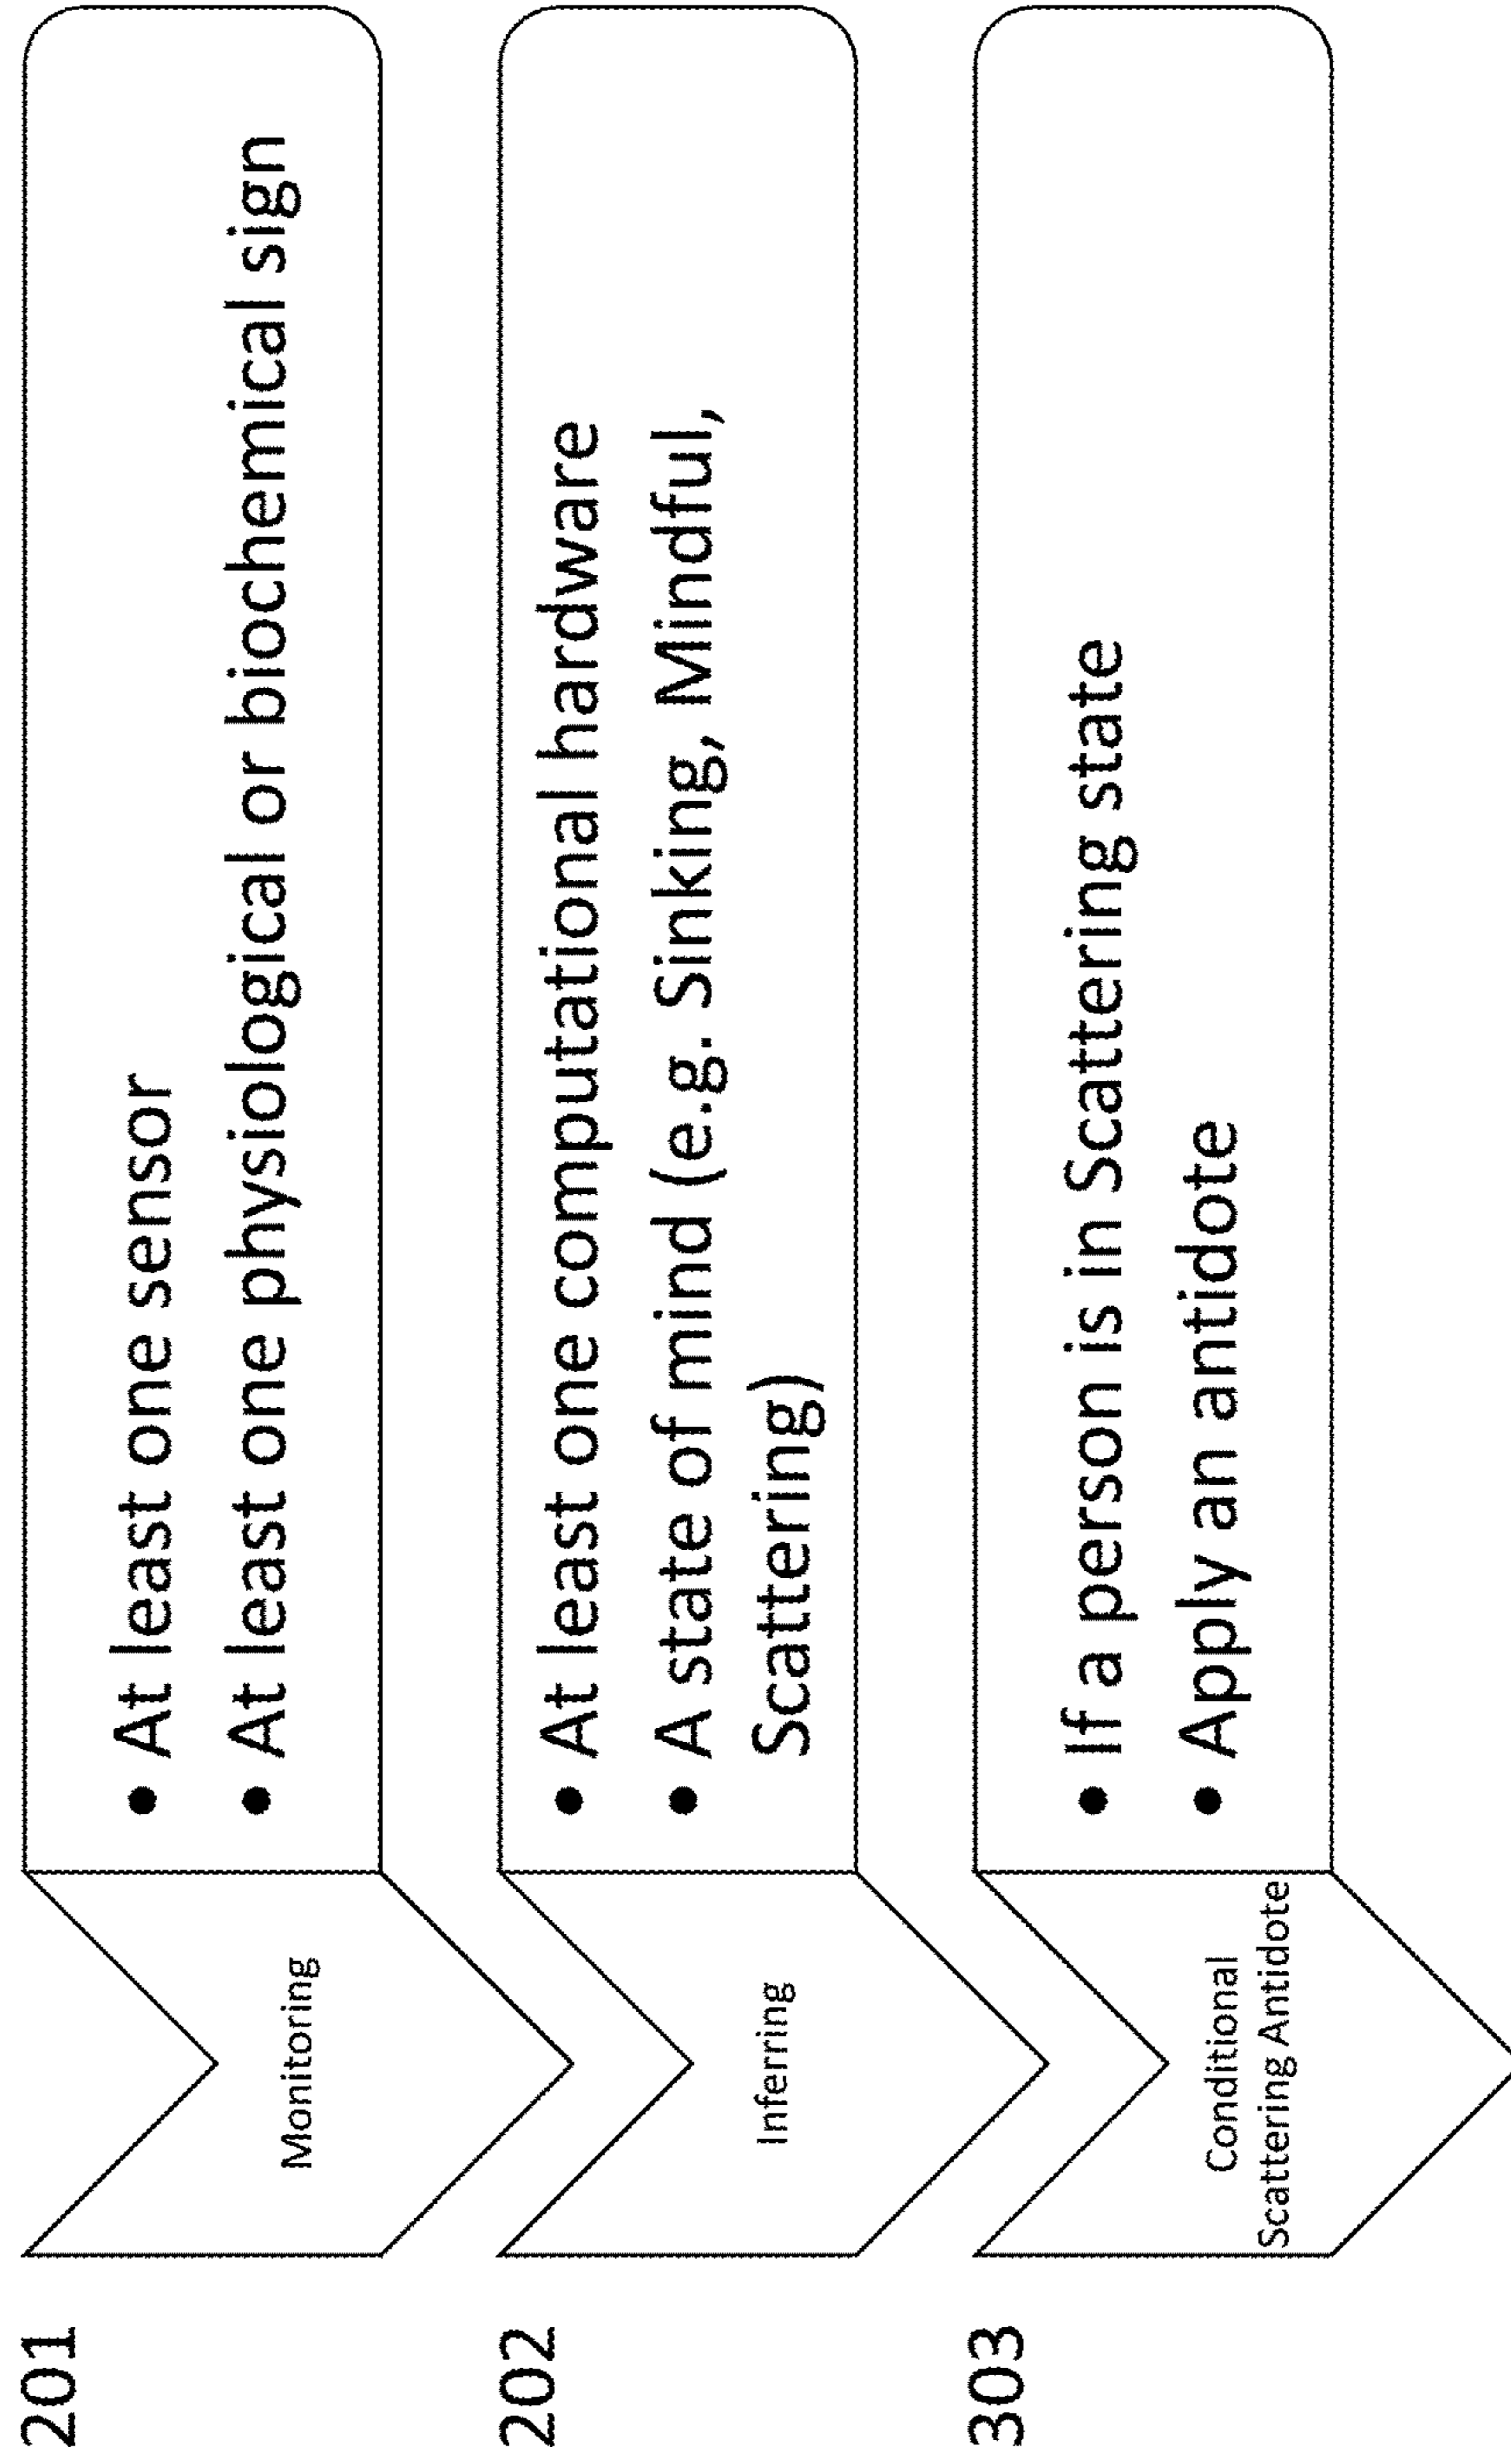 201
Monitoring
• At least one sensor
• At least one physiological or biochemical sign
202
Inferring
• At least one computational hardware
• A state of mind (e.g. Sinking, Mindful,
Scattering)
303
Conditional
Scattering Antidote
• If a person is in Scattering state
• Apply an antidote